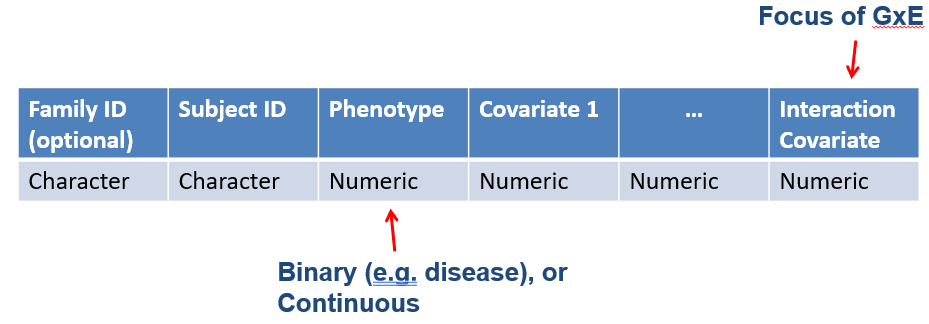 Focus of GxE
Family ID Subject ID Phenotype Covariate 1 ... Interaction
(optional) Covariate
Character Character Numeric Numeric Numeric Numeric
Binary (e.g. disease), or
Continuous